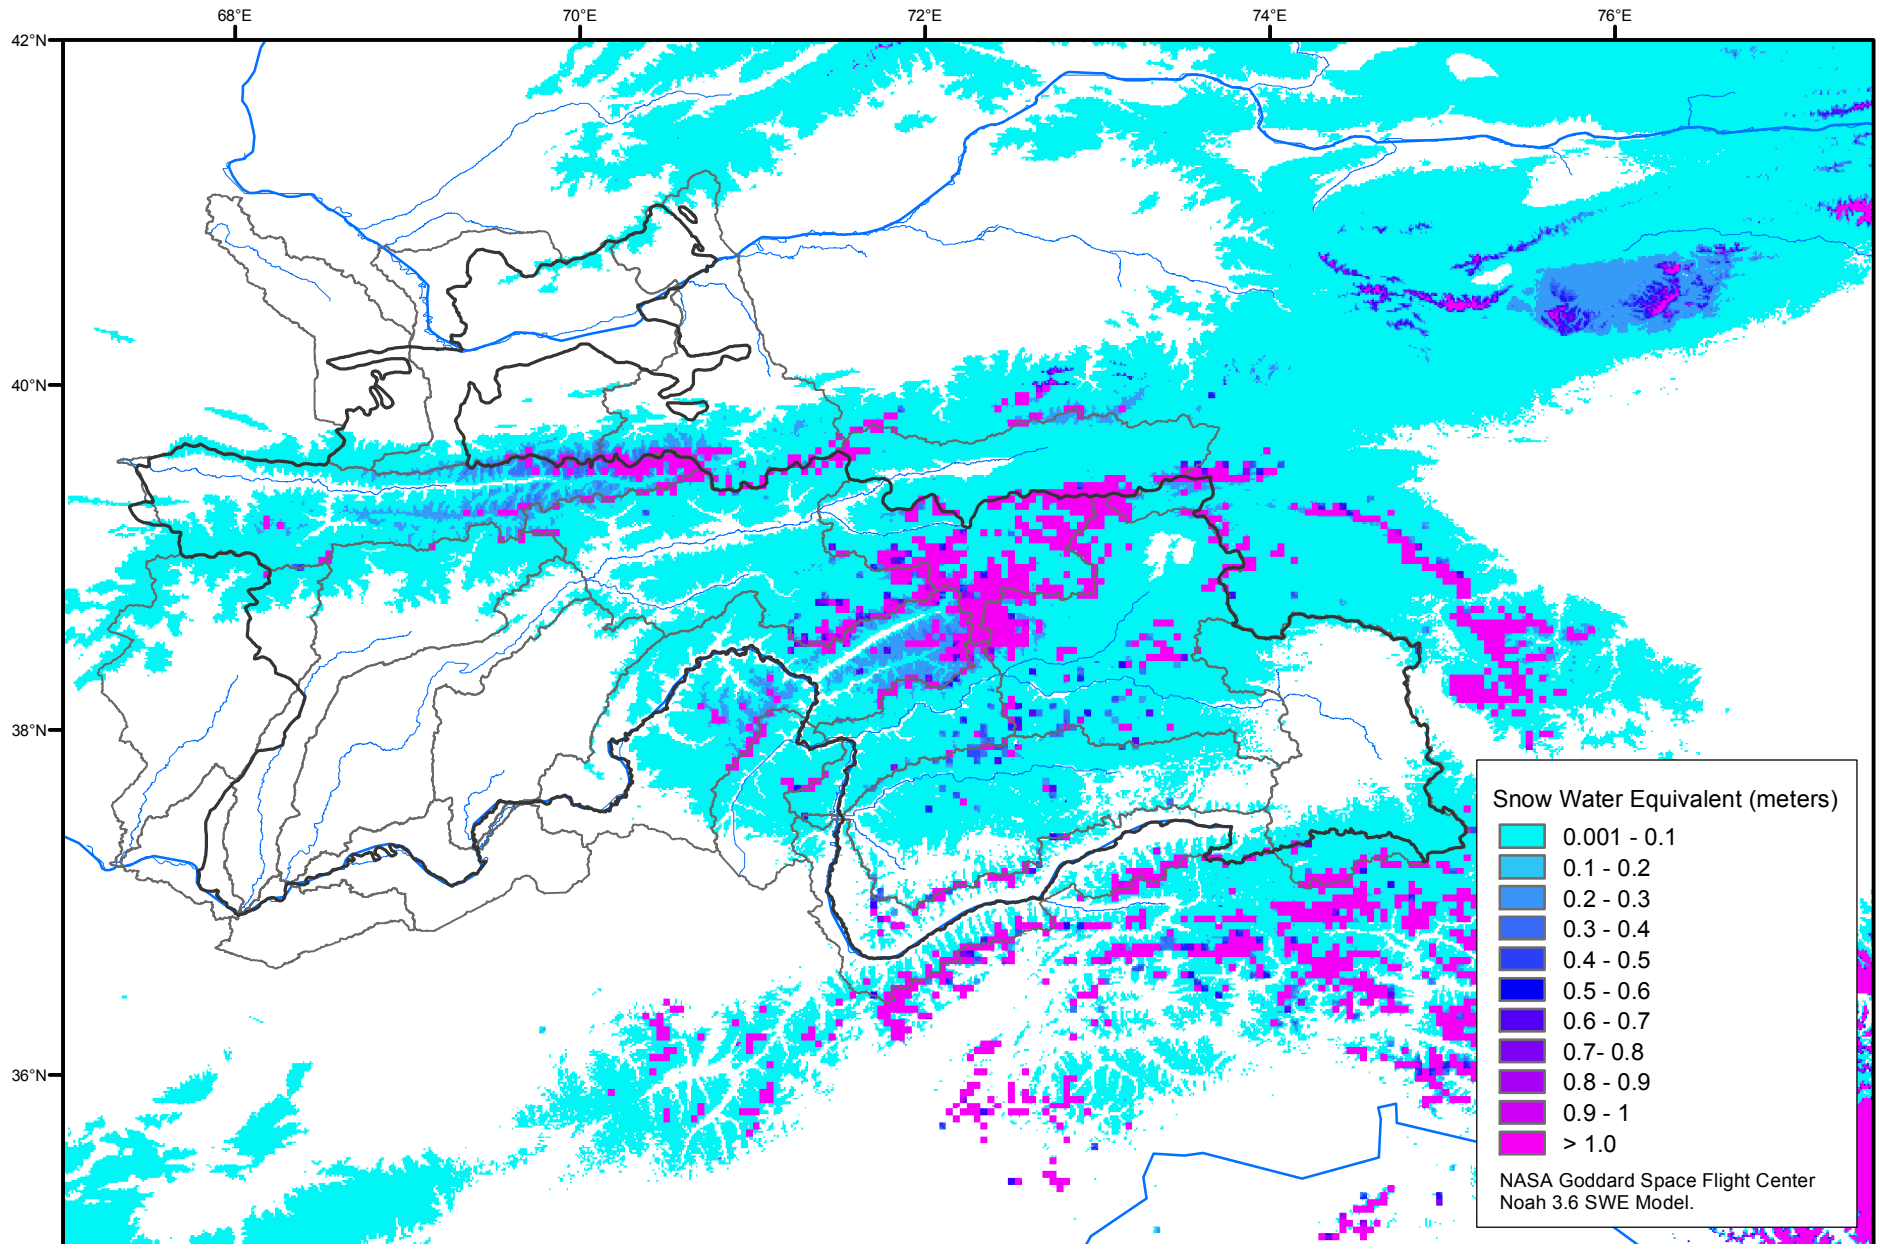 68°E 70°E 72°E 74°E 76°E
42°N
40°N
38°N
36°N
Snow Water Equivalent (meters)
0.001 - 0.1
0.1 - 0.2
0.2 - 0.3
0.3 - 0.4
0.4 - 0.5
0.5 - 0.6
0.6 - 0.7
0.7- 0.8
0.8 - 0.9
0.9 - 1
> 1.0
NASA Goddard Space Flight Center
Noah 3.6 SWE Model.